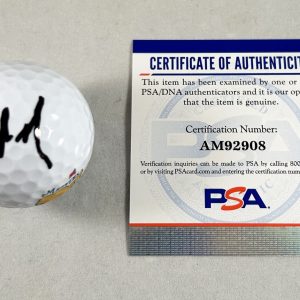 CERTIFICATE OF AUTHENTICIT
This item has been examined by one or
PSA/DNA authenticators and it is our op
that the item is genuine.
Certification Number:
AM92908
Verification inquiries can be made to PSA by calling 800
or by visiting PSAcard.com and entering the certification num
PSA